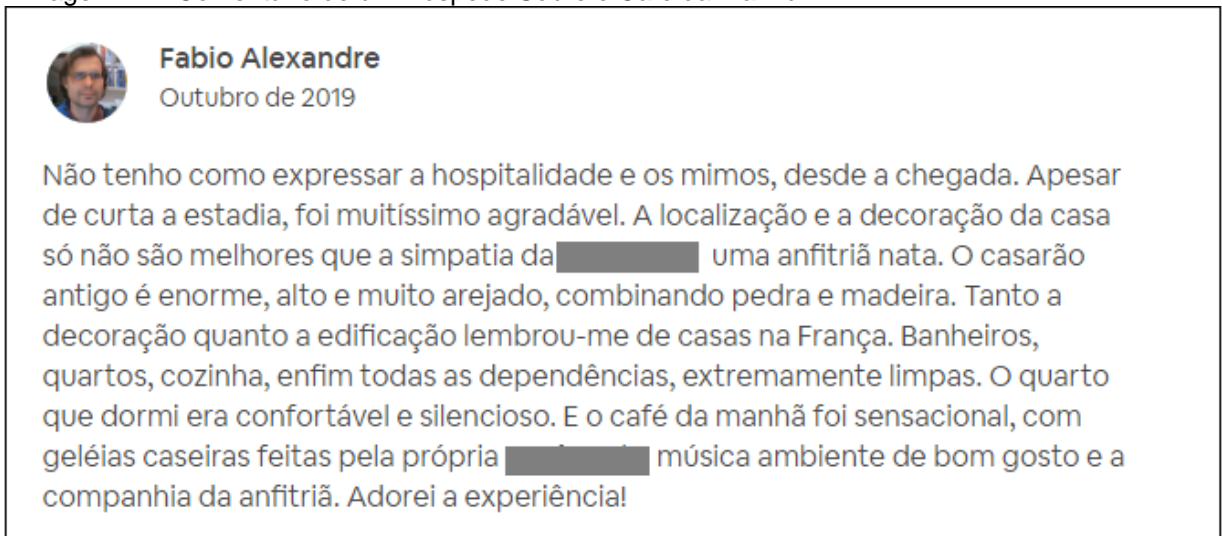 Fabio Alexandre
Outubro de 2019
Não tenho como expressar a hospitalidade e os mimos, desde a chegada. Apesar
de curta a estadia, foi muitíssimo agradável. A localização e a decoração da casa
só não são melhores que a simpatia da uma anfitriã nata. O casarão
antigo é enorme, alto e muito arejado, combinando pedra e madeira. Tanto a
decoração quanto a edificação lembrou-me de casas na França. Banheiros,
quartos, cozinha, enfim todas as dependências, extremamente limpas. O quarto
que dormi era confortável e silencioso. E o café da manhã foi sensacional, com
geléias caseiras feitas pela própria música ambiente de bom gosto e a
companhia da anfitriã. Adorei a experiência!